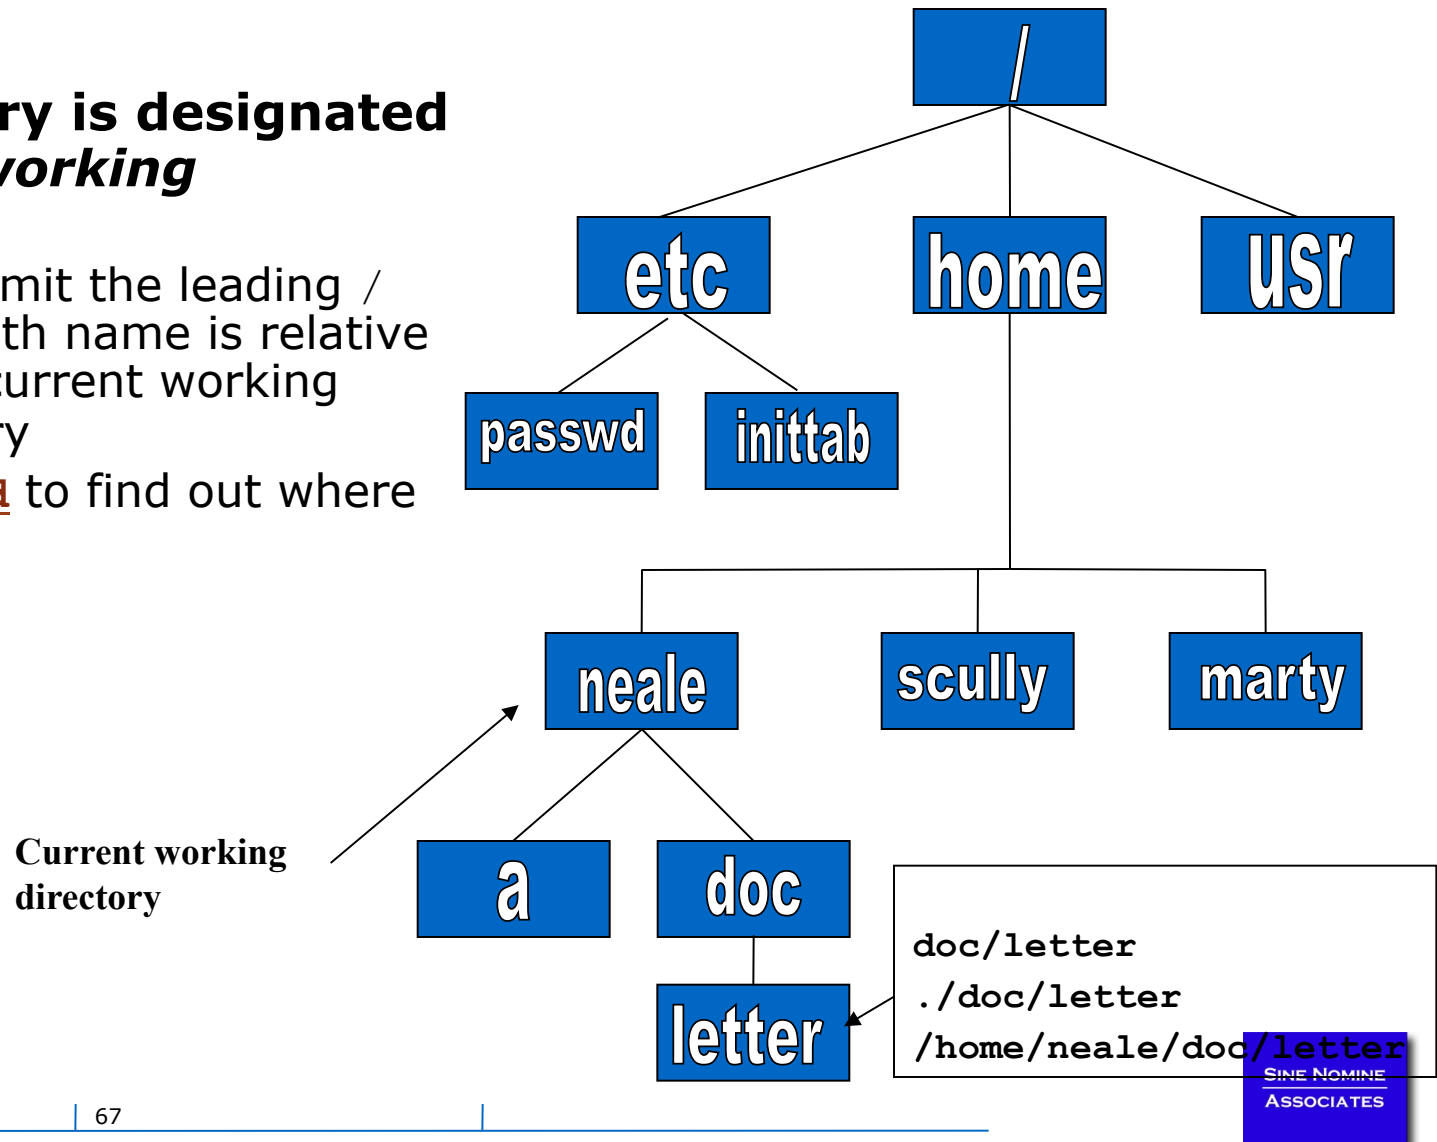 ry is designated
working
mit the leading /
th name is relative
current working
ry
to find out where
/
etc
home
usr
passwd
inittab
neale
scully
marty
Current working
directory
a
doc
letter
doc/letter
./doc/letter
/home/neale/doc/letter
SINE NOMINE
ASSOCIATES
67